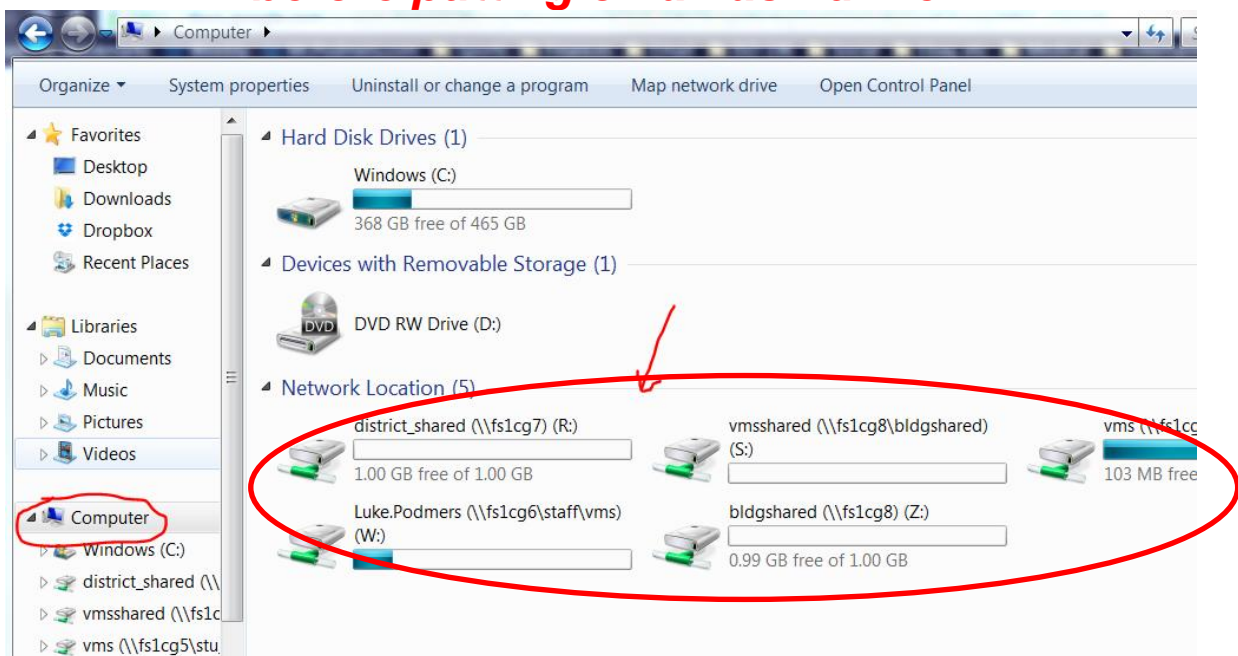 Computer
Organize
System properties
Uninstall or change a program
Map network drive
Open Control Panel
Favorites
Desktop
Downloads
Dropbox
Recent Places
Libraries
Documents
Music
Pictures
Videos
Computer
Windows (C:)
district_shared (\\
vmsshared (\\fs1c
vms (\\fs1cg5\stu
Hard Disk Drives (1)
Windows (C:)
368 GB free of 465 GB
Devices with Removable Storage (1)
DVD
DVD RW Drive (D:)
Network Location (5)
district_shared (\\fs1cg7) (R:)
1.00 GB free of 1.00 GB
vmsshared (\\fs1cg8\bldgshared)
(S:)
vms (\\fs1cg
103 MB free
Luke.Podmers (\\fs1cg6\staff\vms)
(W:)
bldgshared (\\fs1cg8) (Z:)
0.99 GB free of 1.00 GB